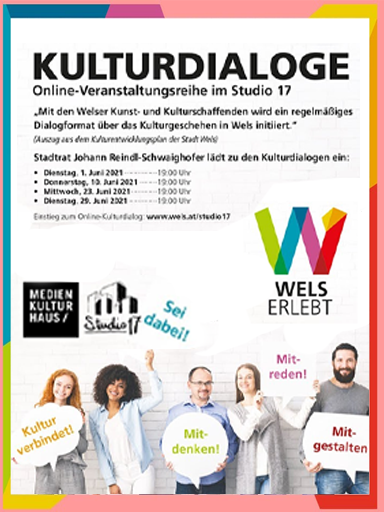 KULTURDIALOGE
Online-Veranstaltungsreihe im Studio 17
„Mit den Welser Kunst- und Kulturschaffenden wird ein regelmäßiges
Dialogformat über das Kulturgeschehen in Wels initiiert.“
(Auszug aus dem Kulturentwicklungsplan der Stadt Wels)
Stadtrat Johann Reindl-Schwaighofer lädt zu den Kulturdialogen ein:
• Dienstag, 1. Juni 2021 ---------- 19:00 Uhr
• Donnerstag, 10. Juni 2021 ------ 19:00 Uhr
• Mittwoch, 23. Juni 2021 -------- 19:00 Uhr
• Dienstag, 29. Juni 2021 --------- 19:00 Uhr
Einstieg zum Online-Kulturdialog: www.wels.at/studio17
WELS
ERLEBT
MEDIEN
KULTUR
HAUS/
Studio 17
Sei
dabei!
Kultur
verbindet!
Mit-
denken!
Mit-
reden!
Mit-
gestalten